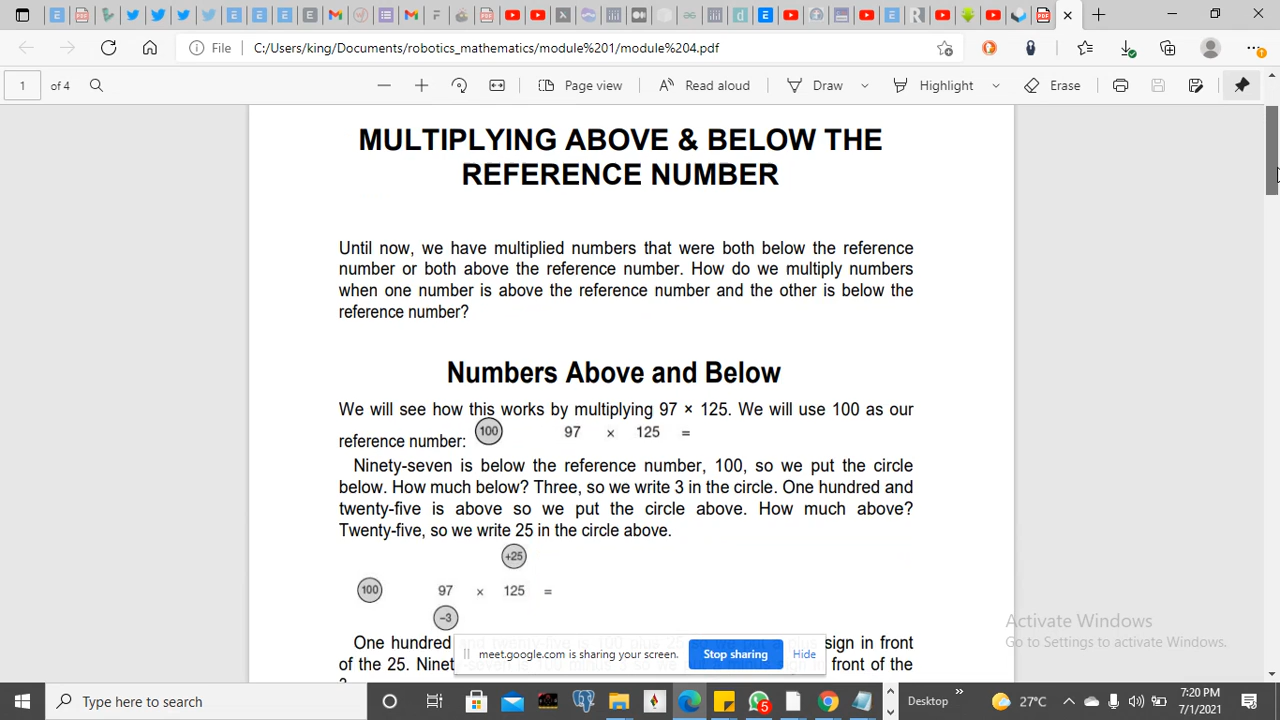 File
C:/Users/king/Documents/robotics_mathematics/module%201/module%204.pdf
1 of 4
Page view
Read aloud
Draw
Highlight
Erase
MULTIPLYING ABOVE & BELOW THE
REFERENCE NUMBER
Until now, we have multiplied numbers that were both below the reference
number or both above the reference number. How do we multiply numbers
when one number is above the reference number and the other is below the
reference number?
Numbers Above and Below
We will see how this works by multiplying 97 × 125. We will use 100 as our
reference number: 100 97 × 125 =
Ninety-seven is below the reference number, 100, so we put the circle
below. How much below? Three, so we write 3 in the circle. One hundred and
twenty-five is above so we put the circle above. How much above?
Twenty-five, so we write 25 in the circle above.
+25
100 97 × 125 =
−3
One hundred sign in front
of the 25. front of the
meet.google.com is sharing your screen.
Stop sharing
Hide
Activate Windows
Go to Settings to activate Windows.
Type here to search
5
Desktop
27°C
7:20 PM
7/1/2021